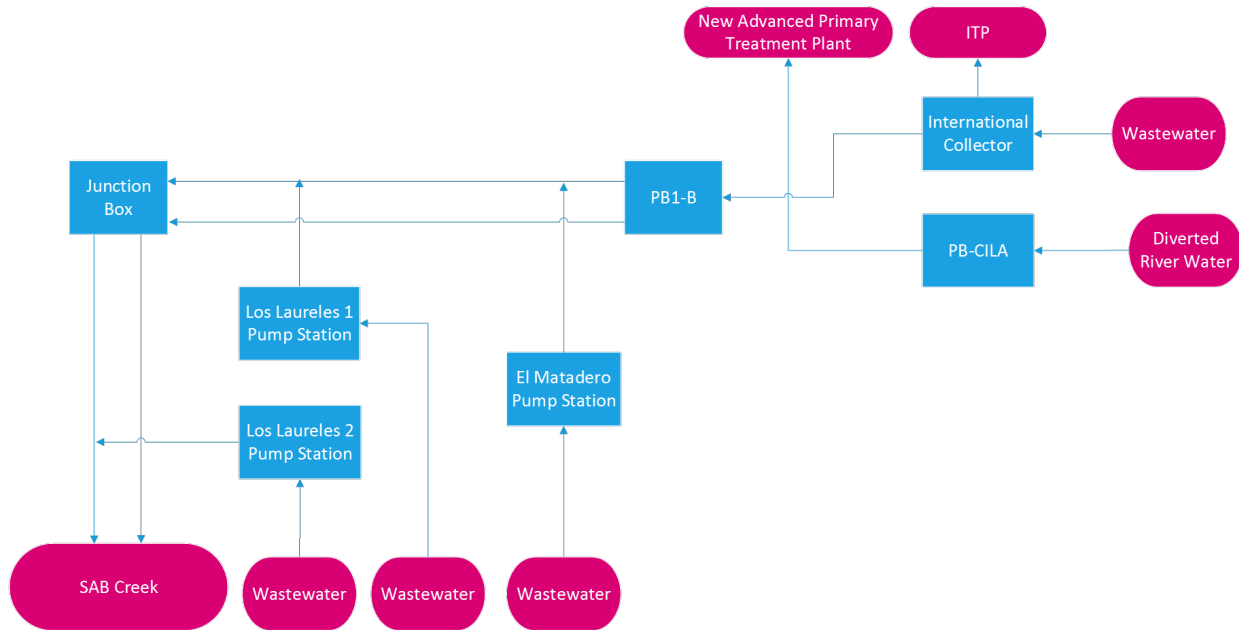 New Advanced Primary
Treatment Plant
ITP
International
Collector
Wastewater
Junction
Box
PB1-B
PB-CILA
Diverted
River Water
Los Laureles 1
Pump Station
El Matadero
Pump Station
Los Laureles 2
Pump Station
SAB Creek
Wastewater
Wastewater
Wastewater